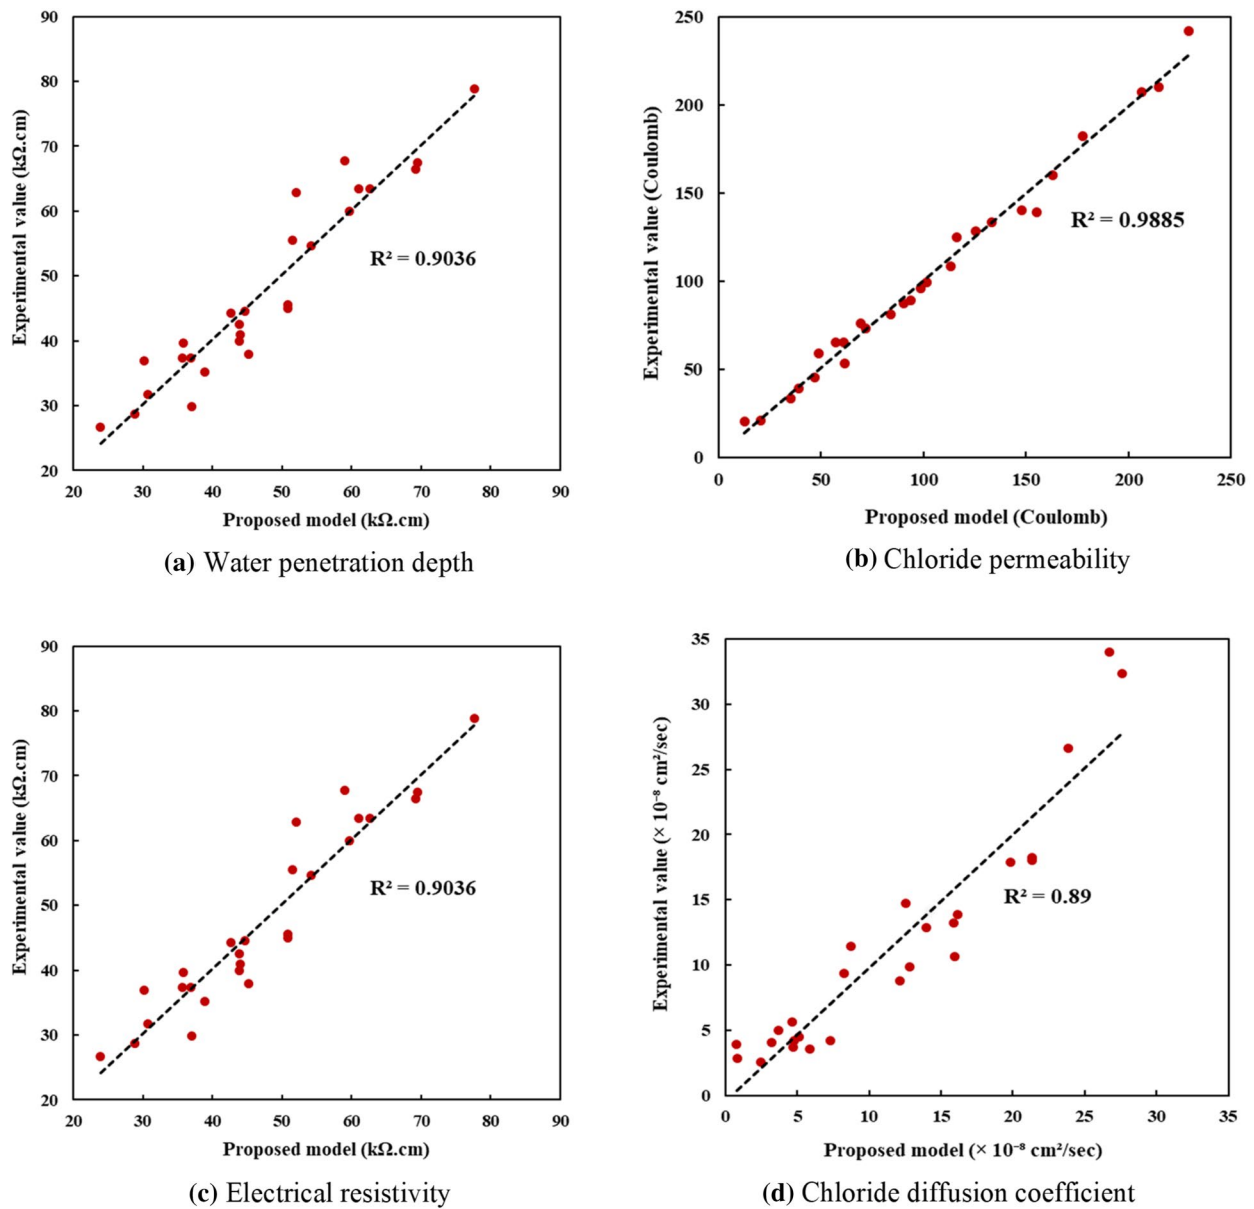 90
80
70
60
50
40
30
20
Experimental value (kΩ.cm)
R² = 0.9036
20 30 40 50 60 70 80 90
Proposed model (kΩ.cm)
(a) Water penetration depth
250
200
150
100
50
0
Experimental value (Coulomb)
R² = 0.9885
0 50 100 150 200 250
Proposed model (Coulomb)
(b) Chloride permeability
90
80
70
60
50
40
30
20
Experimental value (kΩ.cm)
R² = 0.9036
20 30 40 50 60 70 80 90
Proposed model (kΩ.cm)
(c) Electrical resistivity
35
30
25
20
15
10
5
0
Experimental value (× 10⁻⁸ cm²/sec)
R² = 0.89
0 5 10 15 20 25 30 35
Proposed model (× 10⁻⁸ cm²/sec)
(d) Chloride diffusion coefficient